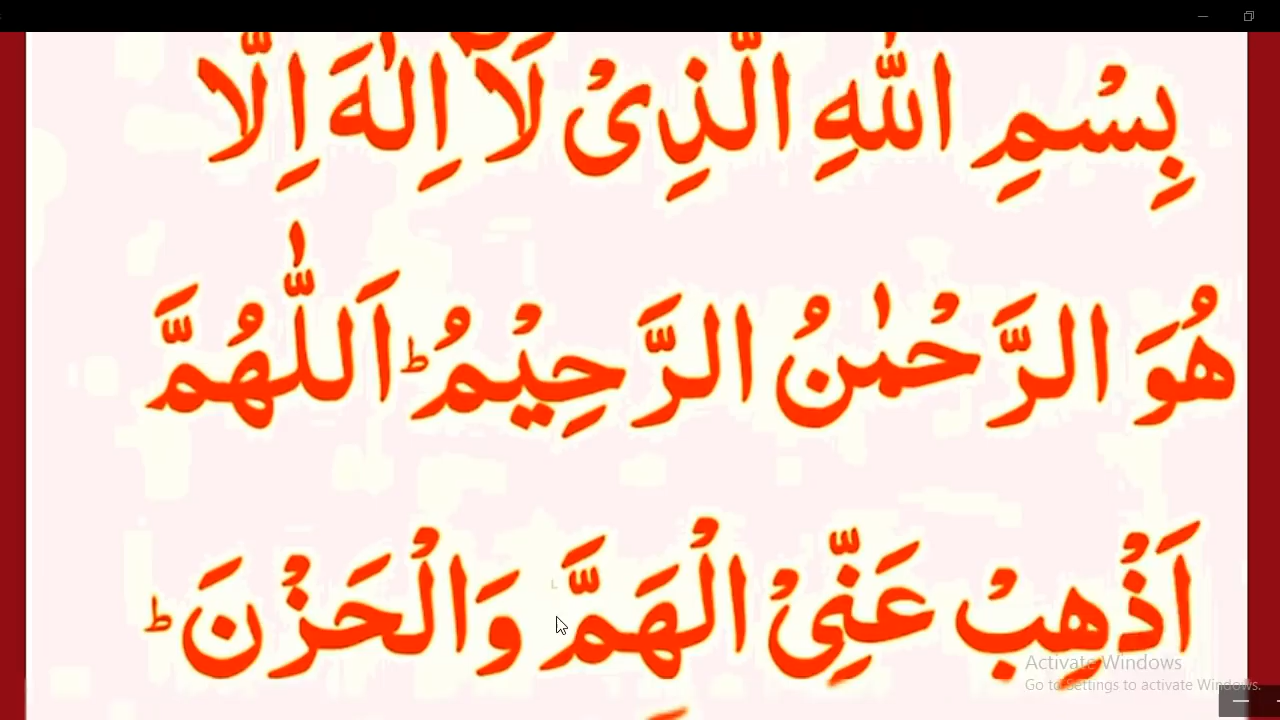 بِسْمِ اللّٰهِ الَّذِىْ لَآ اِلٰهَ اِلَّا
هُوَ الرَّحْمٰنُ الرَّحِيْمُ ؕ اَللّٰهُمَّ
اَذْهِبْ عَنِّىْ الْهَمَّ وَالْحَزْنَ ؕ
Activate Windows
Go to Settings to activate Windows.